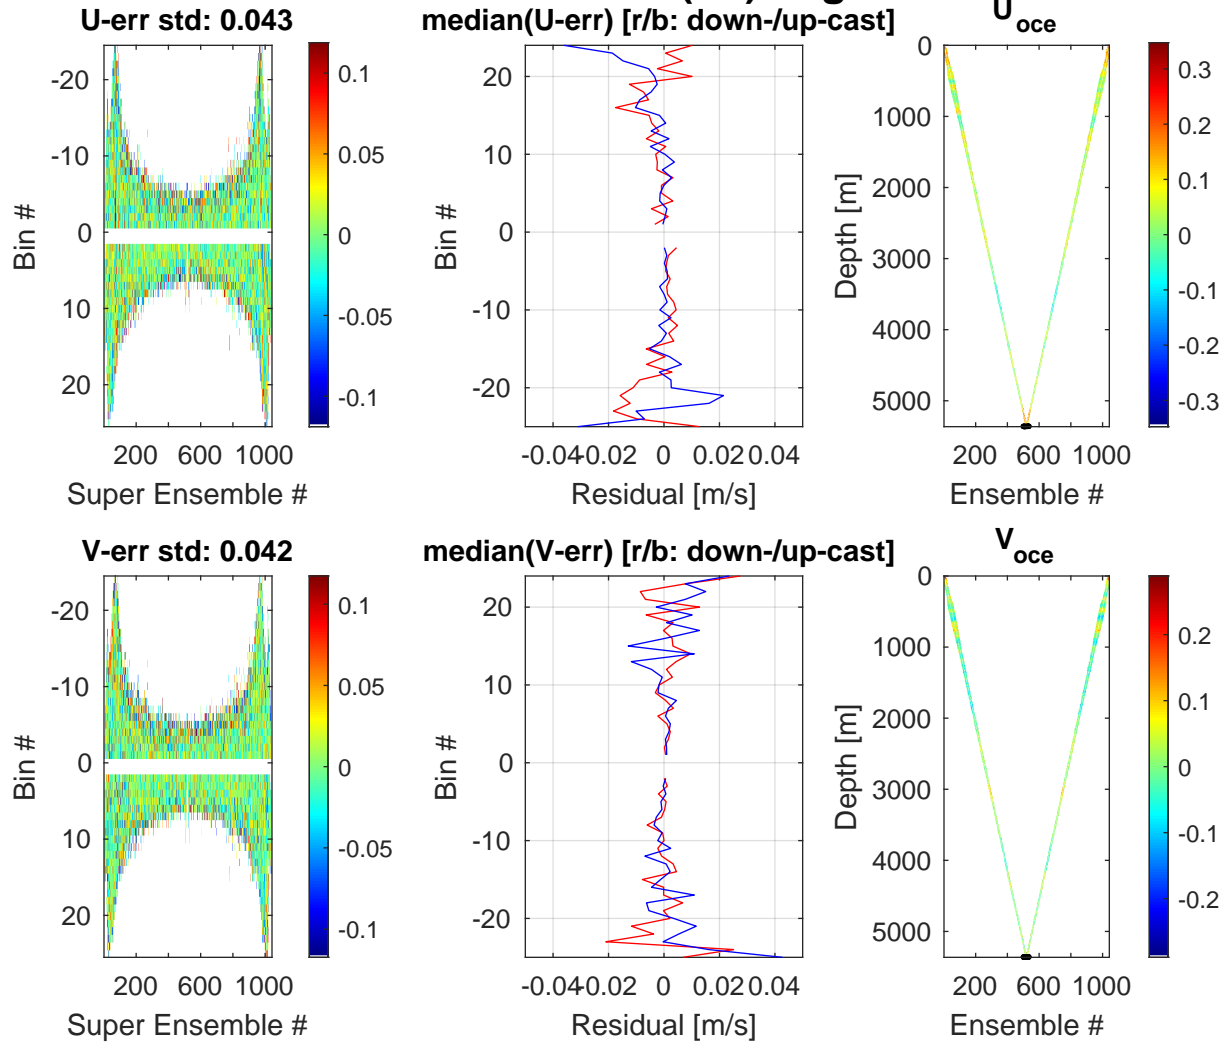 U-err std: 0.043
median(U-err) [r/b: down-/up-cast]
U_oce
-20
-10
0
10
20
Bin #
200 600 1000
Super Ensemble #
0.1
0.05
0
-0.05
-0.1
20
10
0
-10
-20
Bin #
-0.04 -0.02 0 0.02 0.04
Residual [m/s]
0
1000
2000
3000
4000
5000
Depth [m]
200 600 1000
Ensemble #
0.3
0.2
0.1
0
-0.1
-0.2
-0.3
V-err std: 0.042
median(V-err) [r/b: down-/up-cast]
V_oce
-20
-10
0
10
20
Bin #
200 600 1000
Super Ensemble #
0.1
0.05
0
-0.05
-0.1
20
10
0
-10
-20
Bin #
-0.04 -0.02 0 0.02 0.04
Residual [m/s]
0
1000
2000
3000
4000
5000
Depth [m]
200 600 1000
Ensemble #
0.2
0.1
0
-0.1
-0.2